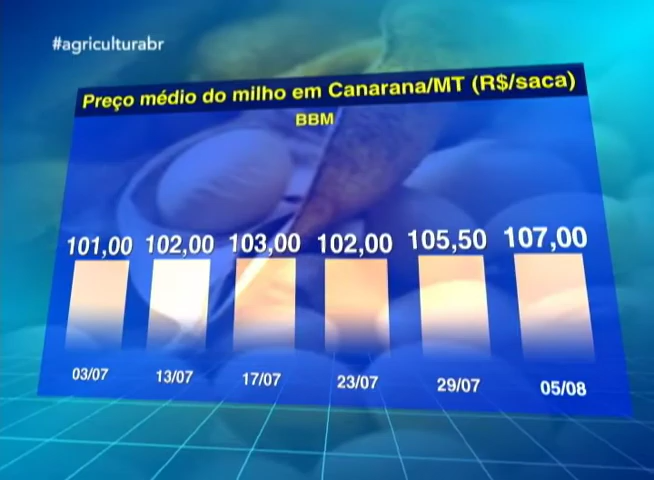 #agriculturabr
Preço médio do milho em Canarana/MT (R$/saca)
BBM
101,00 102,00 103,00 102,00 105,50 107,00
03/07 13/07 17/07 23/07 29/07 05/08